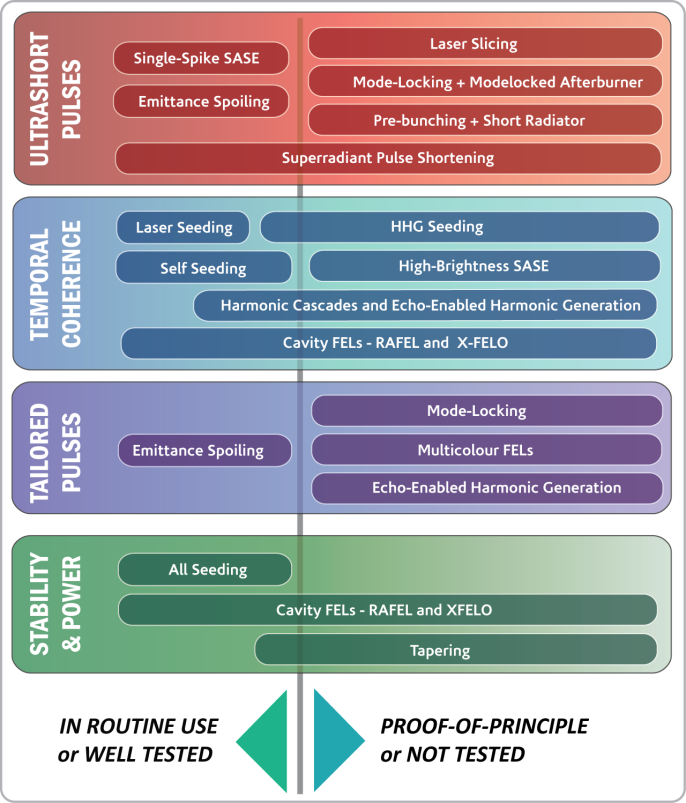 ULTRASHORT
PULSES
Single-Spike SASE
Emittance Spoiling
Laser Slicing
Mode-Locking + Modelocked Afterburner
Pre-bunching + Short Radiator
Superradiant Pulse Shortening
TEMPORAL
COHERENCE
Laser Seeding
HHG Seeding
Self Seeding
High-Brightness SASE
Harmonic Cascades and Echo-Enabled Harmonic Generation
Cavity FELs - RAFEL and X-FELO
TAILORED
PULSES
Mode-Locking
Emittance Spoiling
Multicolour FELs
Echo-Enabled Harmonic Generation
STABILITY
& POWER
All Seeding
Cavity FELs - RAFEL and XFELO
Tapering
IN ROUTINE USE
or WELL TESTED
PROOF-OF-PRINCIPLE
or NOT TESTED